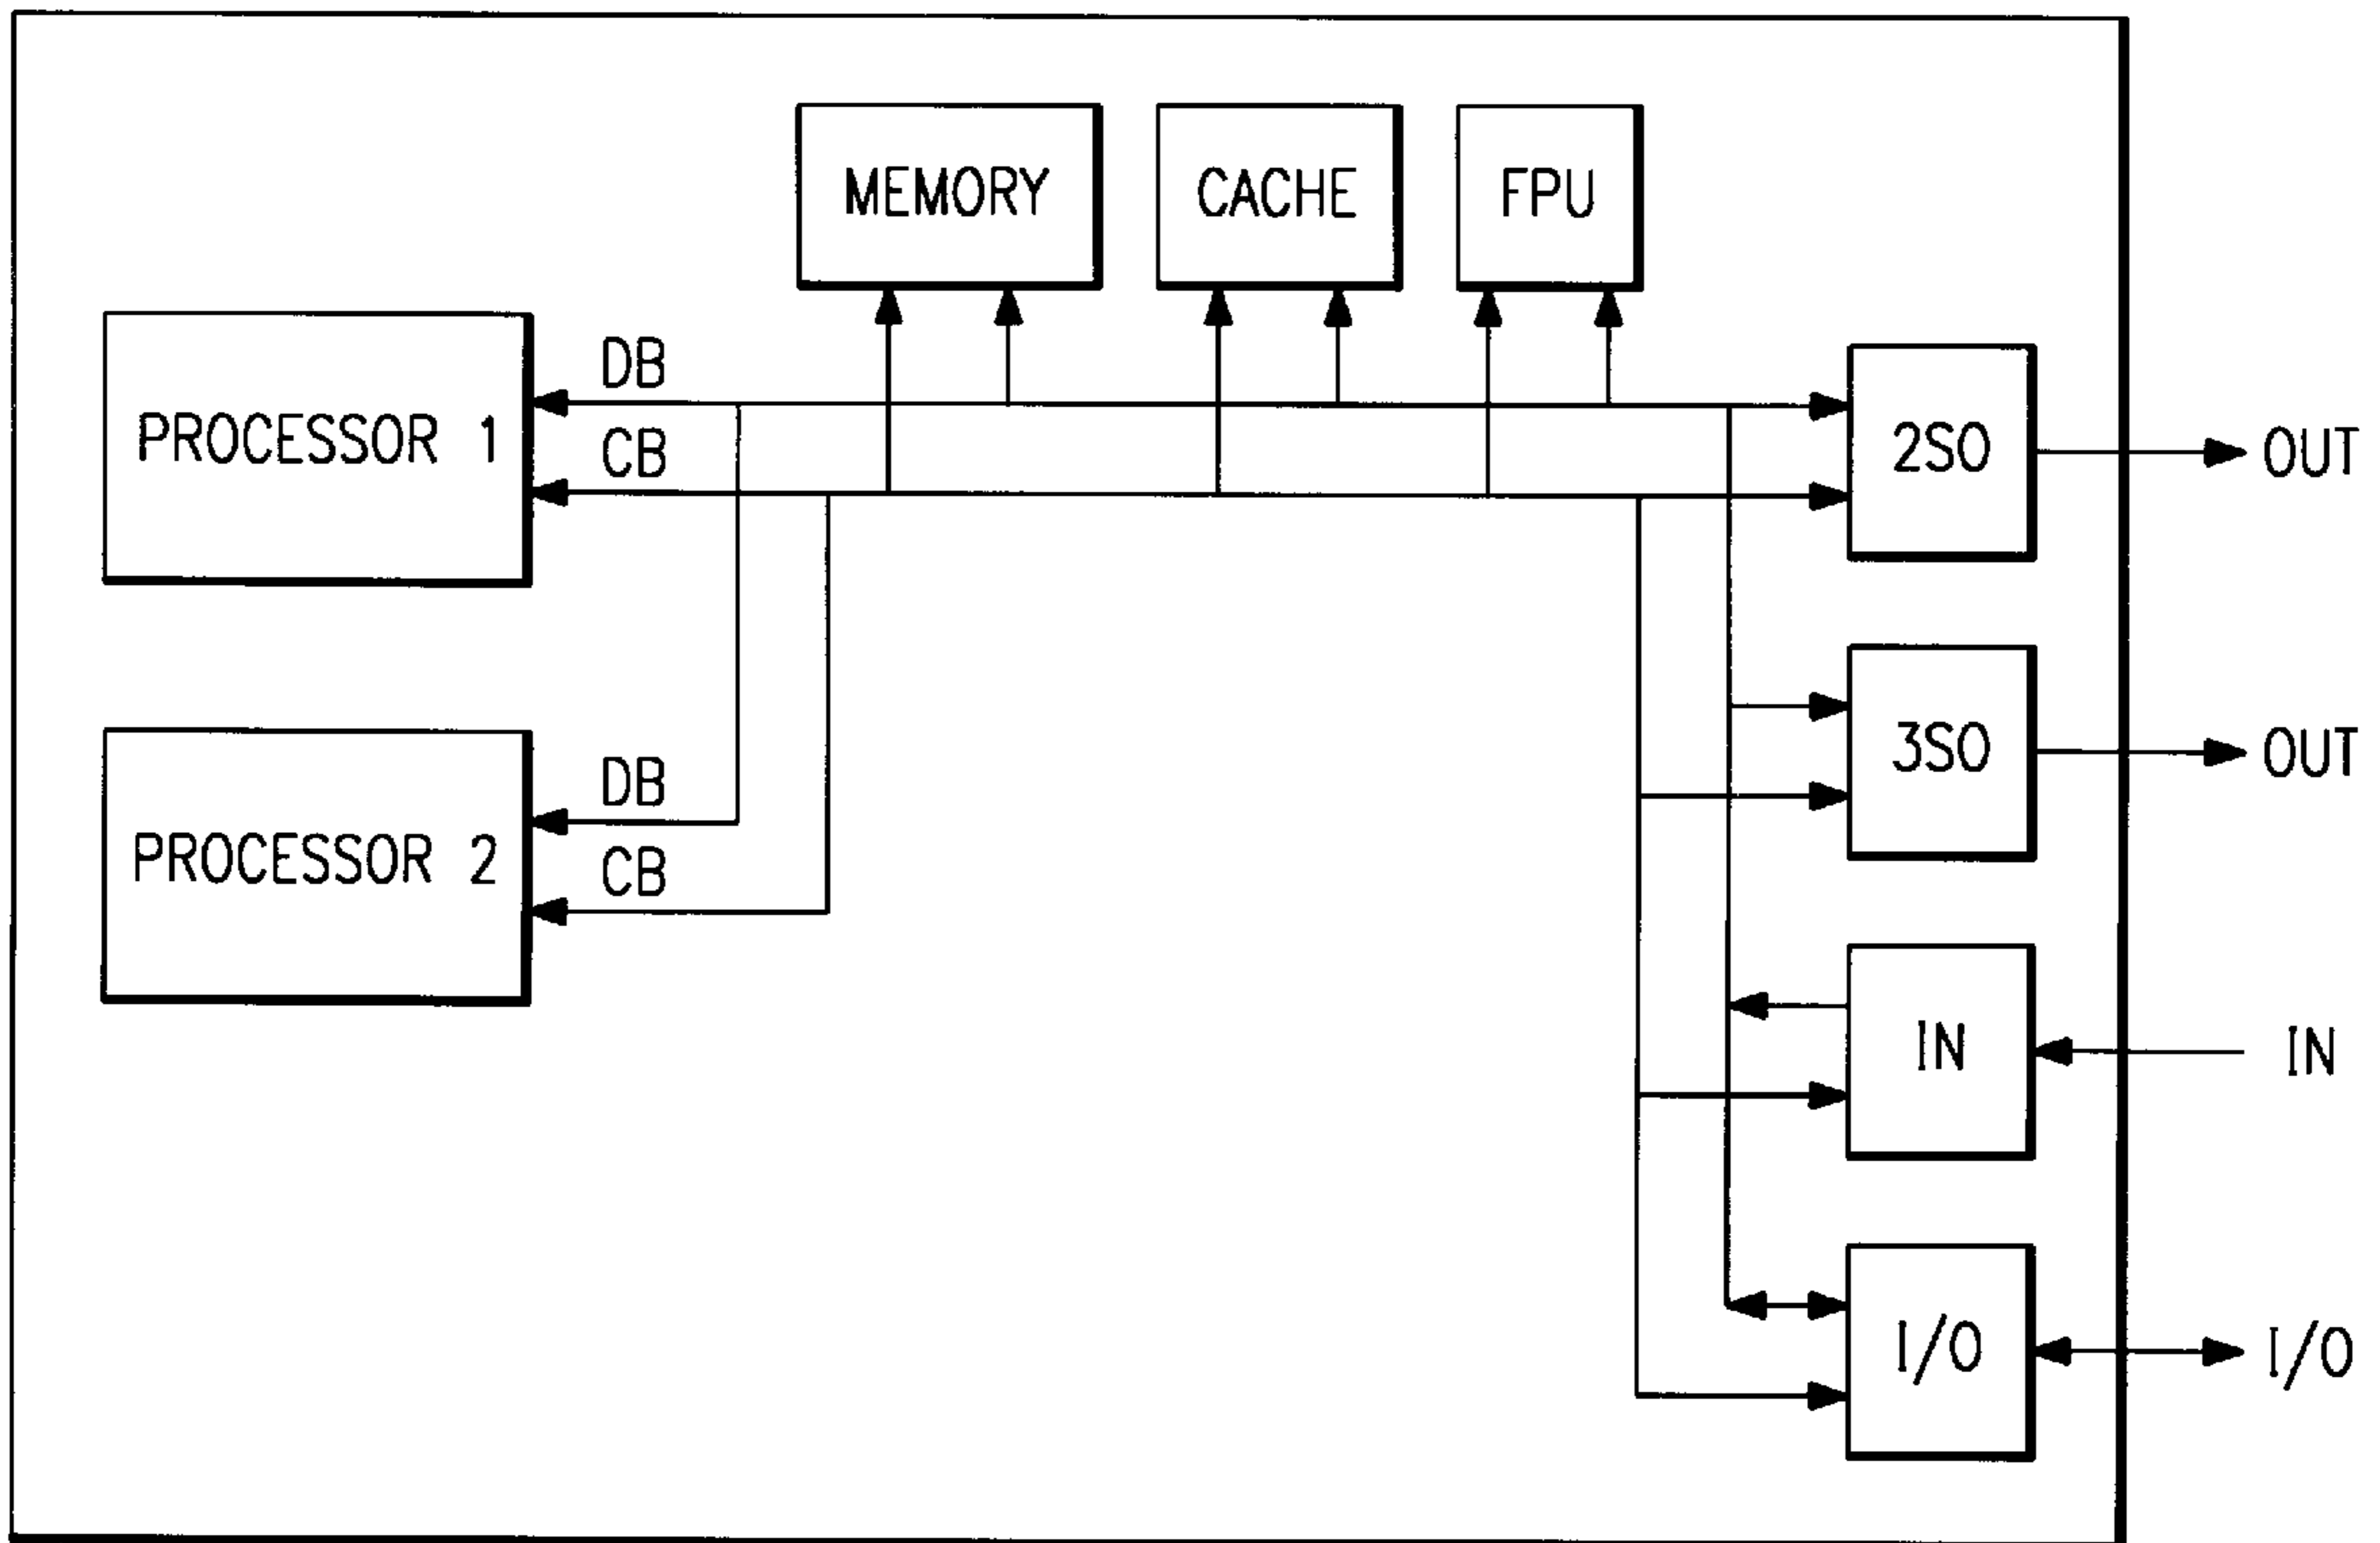 MEMORY
CACHE
FPU
PROCESSOR 1
DB
CB
2SO
OUT
3SO
OUT
PROCESSOR 2
DB
CB
IN
IN
I/O
I/O